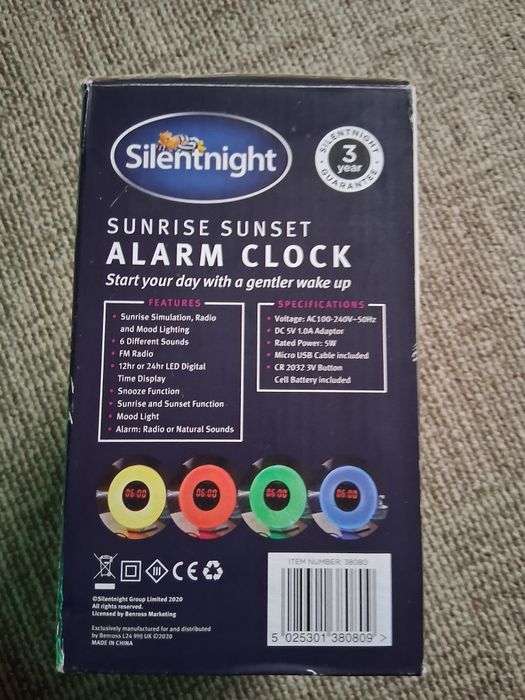 Silentnight
SILENTNIGHT
3
year
GUARANTEE
SUNRISE SUNSET
ALARM CLOCK
Start your day with a gentler wake up
FEATURES
• Sunrise Simulation, Radio
and Mood Lighting
• 6 Different Sounds
• FM Radio
• 12hr or 24hr LED Digital
Time Display
• Snooze Function
• Sunrise and Sunset Function
• Mood Light
• Alarm: Radio or Natural Sounds
SPECIFICATIONS
• Voltage: AC100-240V~50Hz
• DC 5V 1.0A Adaptor
• Rated Power: 5W
• Micro USB Cable included
• CR 2032 3V Button
Cell Battery included
06:00
06:00
06:00
06:00
III
CE
©Silentnight Group Limited 2020
All rights reserved.
Licensed by Benross Marketing
Exclusively manufactured for and distributed
by Benross L24 9HJ UK ©2020
MADE IN CHINA
ITEM NUMBER: 38080
5 025301 380809 >